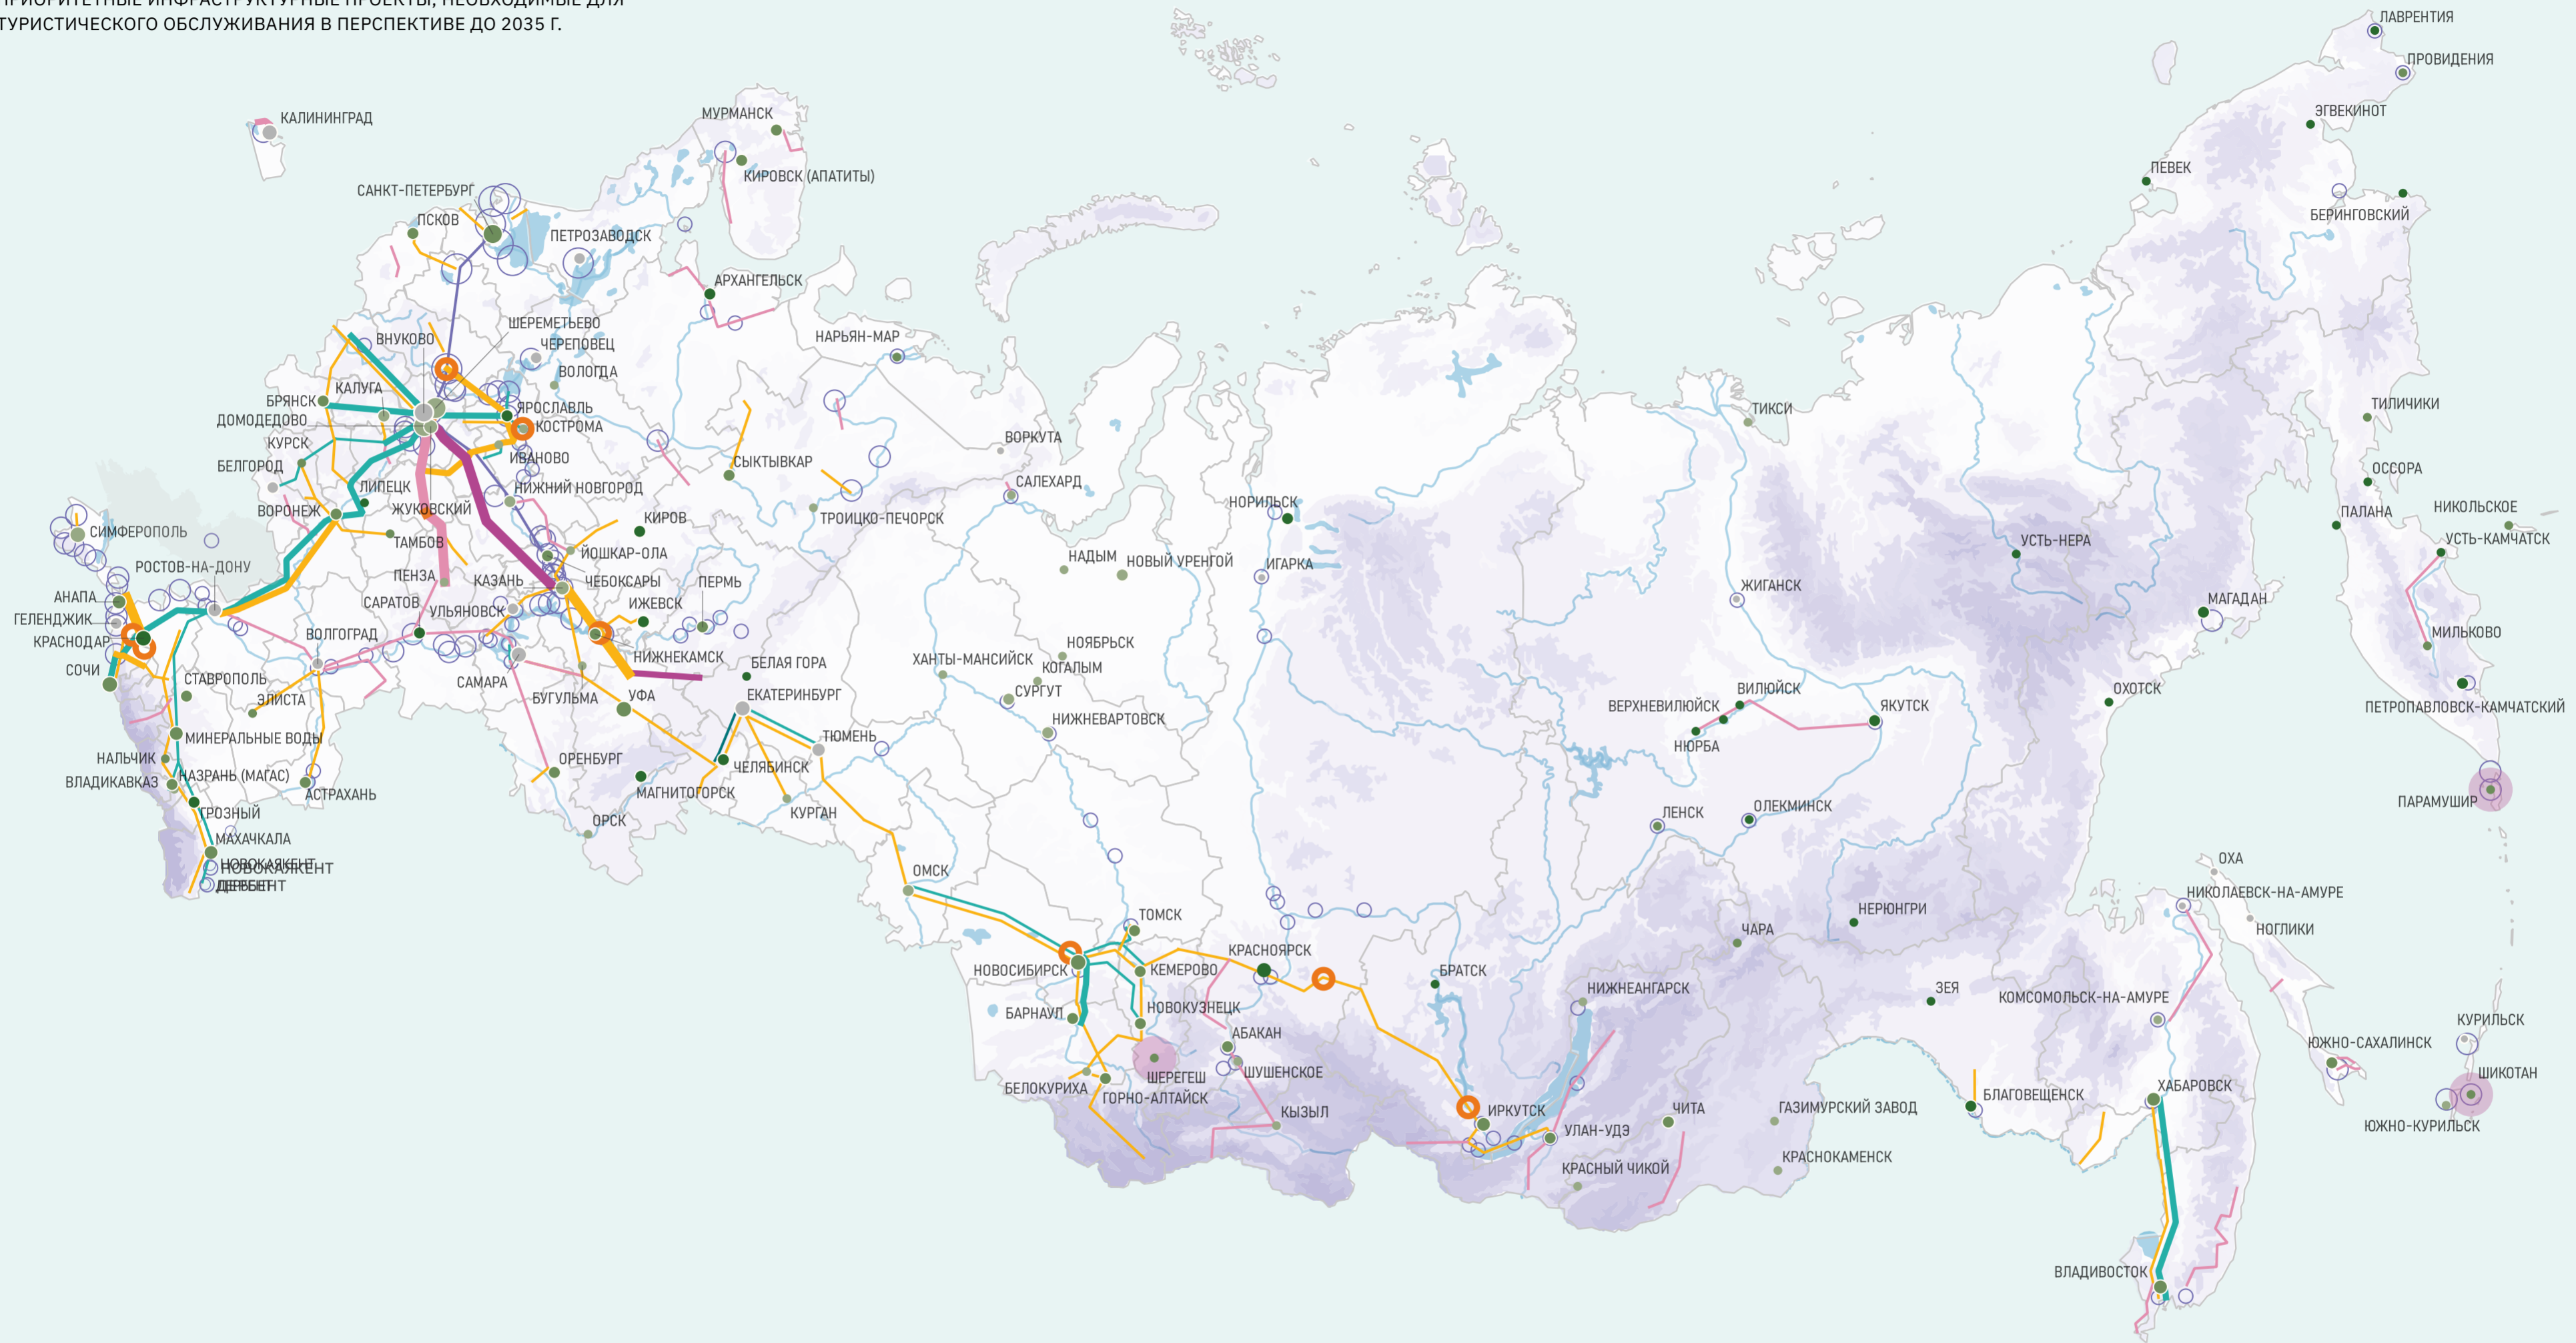 ПРИОРИТЕТНЫЕ ИНФРАСТРУКТУРНЫЕ ПРОЕКТЫ, НЕОБХОДИМЫЕ ДЛЯ
ТУРИСТИЧЕСКОГО ОБСЛУЖИВАНИЯ В ПЕРСПЕКТИВЕ ДО 2035 Г.
ЛАВРЕНТИЯ
ПРОВИДЕНИЯ
ЭГВЕКИНОТ
ПЕВЕК
БЕРИНГОВСКИЙ
КАЛИНИНГРАД
МУРМАНСК
КИРОВСК (АПАТИТЫ)
САНКТ-ПЕТЕРБУРГ
ПСКОВ
ПЕТРОЗАВОДСК
АРХАНГЕЛЬСК
ШЕРЕМЕТЬЕВО
ВНУКОВО
ЧЕРЕПОВЕЦ
НАРЬЯН-МАР
ВОЛОГДА
КАЛУГА
БРЯНСК
ЯРОСЛАВЛЬ
ДОМОДЕДОВО
КОСТРОМА
КУРСК
ИВАНОВО
БЕЛГОРОД
СЫКТЫВКАР
ВОРКУТА
САЛЕХАРД
ЛИПЕЦК
НИЖНИЙ НОВГОРОД
ВОРОНЕЖ
ЖУКОВСКИЙ
КИРОВ
ТРОИЦКО-ПЕЧОРСК
НОРИЛЬСК
ТИКСИ
ТИЛИЧИКИ
ОССОРА
ПАЛАНА
НИКОЛЬСКОЕ
УСТЬ-КАМЧАТСК
УСТЬ-НЕРА
СИМФЕРОПОЛЬ
ТАМБОВ
ЙОШКАР-ОЛА
НАДЫМ
НОВЫЙ УРЕНГОЙ
ИГАРКА
РОСТОВ-НА-ДОНУ
ПЕНЗА
КАЗАНЬ
ЧЕБОКСАРЫ
ПЕРМЬ
ЖИГАНСК
АНАПА
САРАТОВ
УЛЬЯНОВСК
ИЖЕВСК
МАГАДАН
ГЕЛЕНДЖИК
КРАСНОДАР
ВОЛГОГРАД
НОЯБРЬСК
МИЛЬКОВО
СОЧИ
НИЖНЕКАМСК
БЕЛАЯ ГОРА
ХАНТЫ-МАНСИЙСК
КОГАЛЫМ
СТАВРОПОЛЬ
САМАРА
СУРГУТ
ВИЛЮЙСК
ОХОТСК
ЭЛИСТА
БУГУЛЬМА
УФА
ЕКАТЕРИНБУРГ
ВЕРХНЕВИЛЮЙСК
ЯКУТСК
ПЕТРОПАВЛОВСК-КАМЧАТСКИЙ
НИЖНЕВАРТОВСК
МИНЕРАЛЬНЫЕ ВОДЫ
ТЮМЕНЬ
НЮРБА
НАЛЬЧИК
ОРЕНБУРГ
ЧЕЛЯБИНСК
НАЗРАНЬ (МАГАС)
ВЛАДИКАВКАЗ
АСТРАХАНЬ
МАГНИТОГОРСК
ПАРАМУШИР
ГРОЗНЫЙ
ОРСК
КУРГАН
ЛЕНСК
ОЛЕКМИНСК
МАХАЧКАЛА
НОВОКАЯКЕНТ
ДЕРБЕНТ
ОМСК
ОХА
НИКОЛАЕВСК-НА-АМУРЕ
ТОМСК
НЕРЮНГРИ
НОГЛИКИ
ЧАРА
КРАСНОЯРСК
НОВОСИБИРСК
КЕМЕРОВО
БРАТСК
НИЖНЕАНГАРСК
ЗЕЯ
КОМСОМОЛЬСК-НА-АМУРЕ
БАРНАУЛ
НОВОКУЗНЕЦК
КУРИЛЬСК
АБАКАН
ЮЖНО-САХАЛИНСК
ШЕРЕГЕШ
ШУШЕНСКОЕ
ШИКОТАН
БЕЛОКУРИХА
ГОРНО-АЛТАЙСК
ХАБАРОВСК
БЛАГОВЕЩЕНСК
КЫЗЫЛ
ИРКУТСК
ЧИТА
ГАЗИМУРСКИЙ ЗАВОД
УЛАН-УДЭ
ЮЖНО-КУРИЛЬСК
КРАСНЫЙ ЧИКОЙ
КРАСНОКАМЕНСК
ВЛАДИВОСТОК